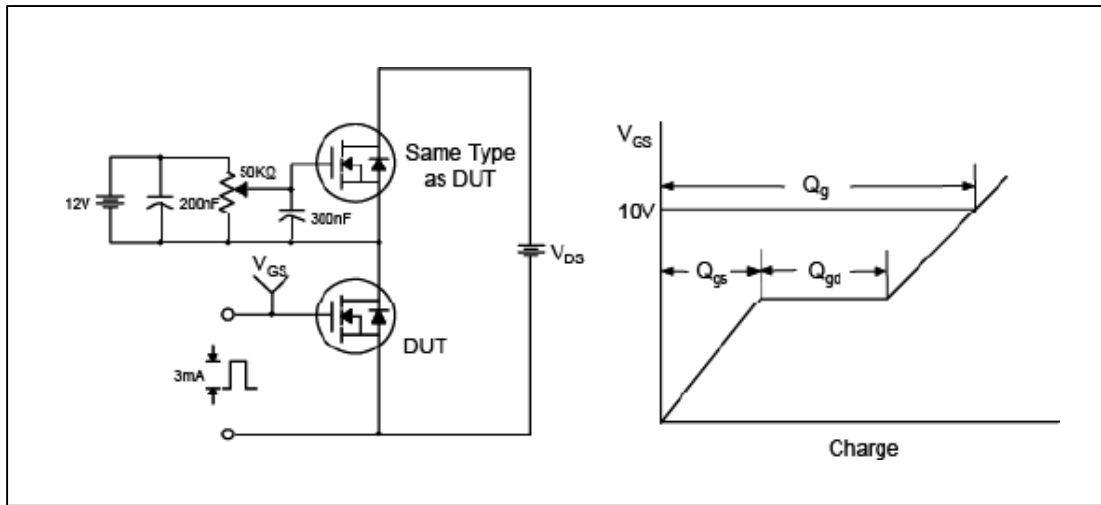 Same Type
as DUT
50KΩ
12V
200nF
300nF
VGS
VDS
DUT
3mA
VGS
Qg
10V
Qgs
Qgd
Charge